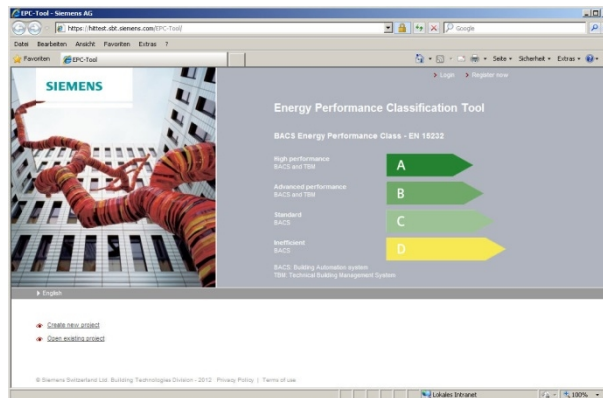 EPC-Tool - Siemens AG
https://hittest.sbt.siemens.com/EPC-Tool/
Google
Datei Bearbeiten Ansicht Favoriten Extras ?
Favoriten EPC-Tool
Seite Sicherheit Extras
Login Register now
SIEMENS
Energy Performance Classification Tool
BACS Energy Performance Class - EN 15232
High performance
BACS and TBM
A
Advanced performance
BACS and TBM
B
Standard
BACS
C
Inefficient
BACS
D
BACS: Building Automation system
TBM: Technical Building Management System
English
Create new project
Open existing project
© Siemens Switzerland Ltd. Building Technologies Division - 2012 Privacy Policy | Terms of use
Lokales Intranet 100%